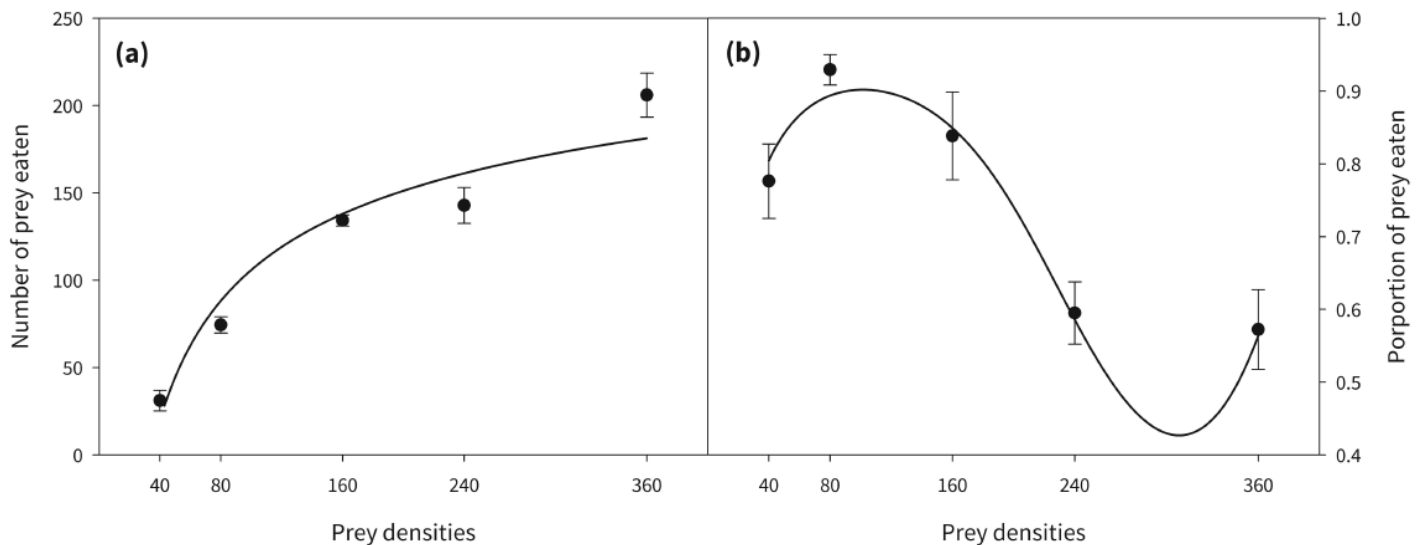 (a)
250
200
150
100
50
0
Number of prey eaten
40 80 160 240 360
Prey densities
(b)
1.0
0.9
0.8
0.7
0.6
0.5
0.4
Porportion of prey eaten
40 80 160 240 360
Prey densities